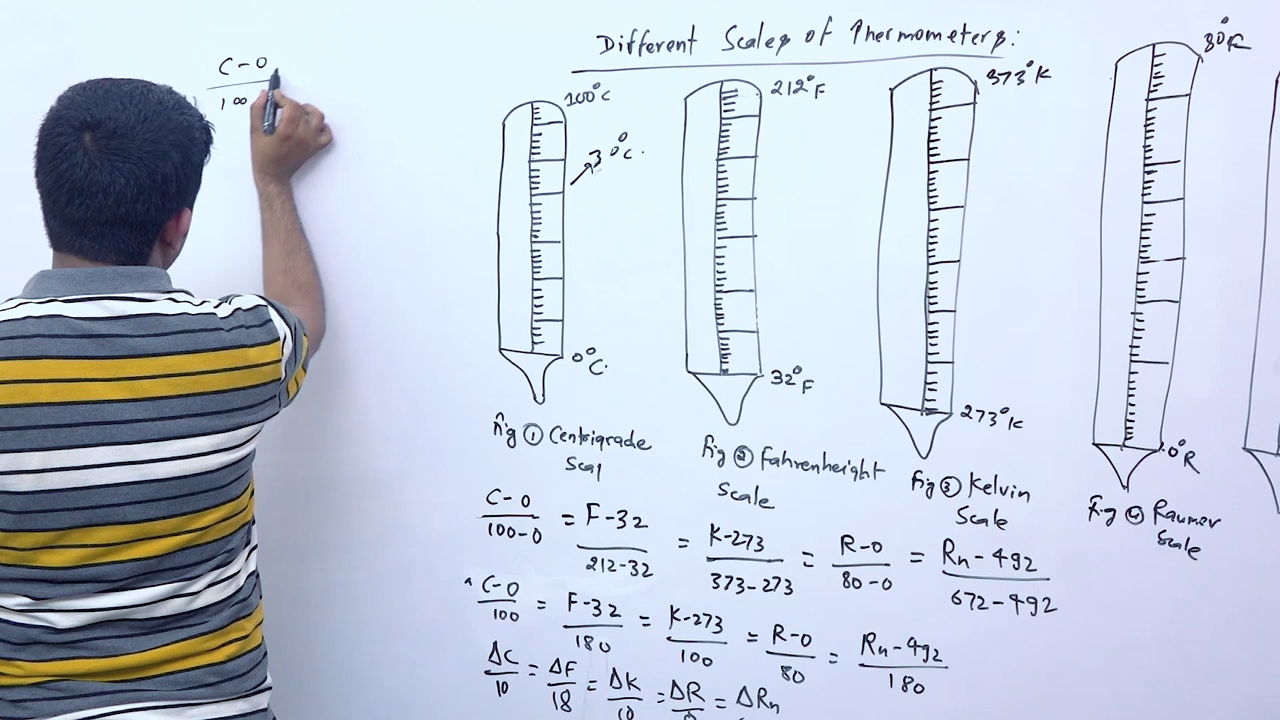 C-0
100
Different Scales of Thermometers:
100°C
3°0°C.
0°C.
Fig ① Centrigrade
Scal
212°F
32°F
Fig ② Fahrenheight
Scale
373°K
273°K
Fig ③ Kelvin
Scale
80°R
0°R
Fig ④ Raumer
Scale
C-0/100-0 = F-32/212-32 = K-273/373-273 = R-0/80-0 = Rn-492/672-492
C-0/100 = F-32/180 = K-273/100 = R-0/80 = Rn-492/180
ΔC/10 = ΔF/18 = ΔK/10 = ΔR = ΔRn